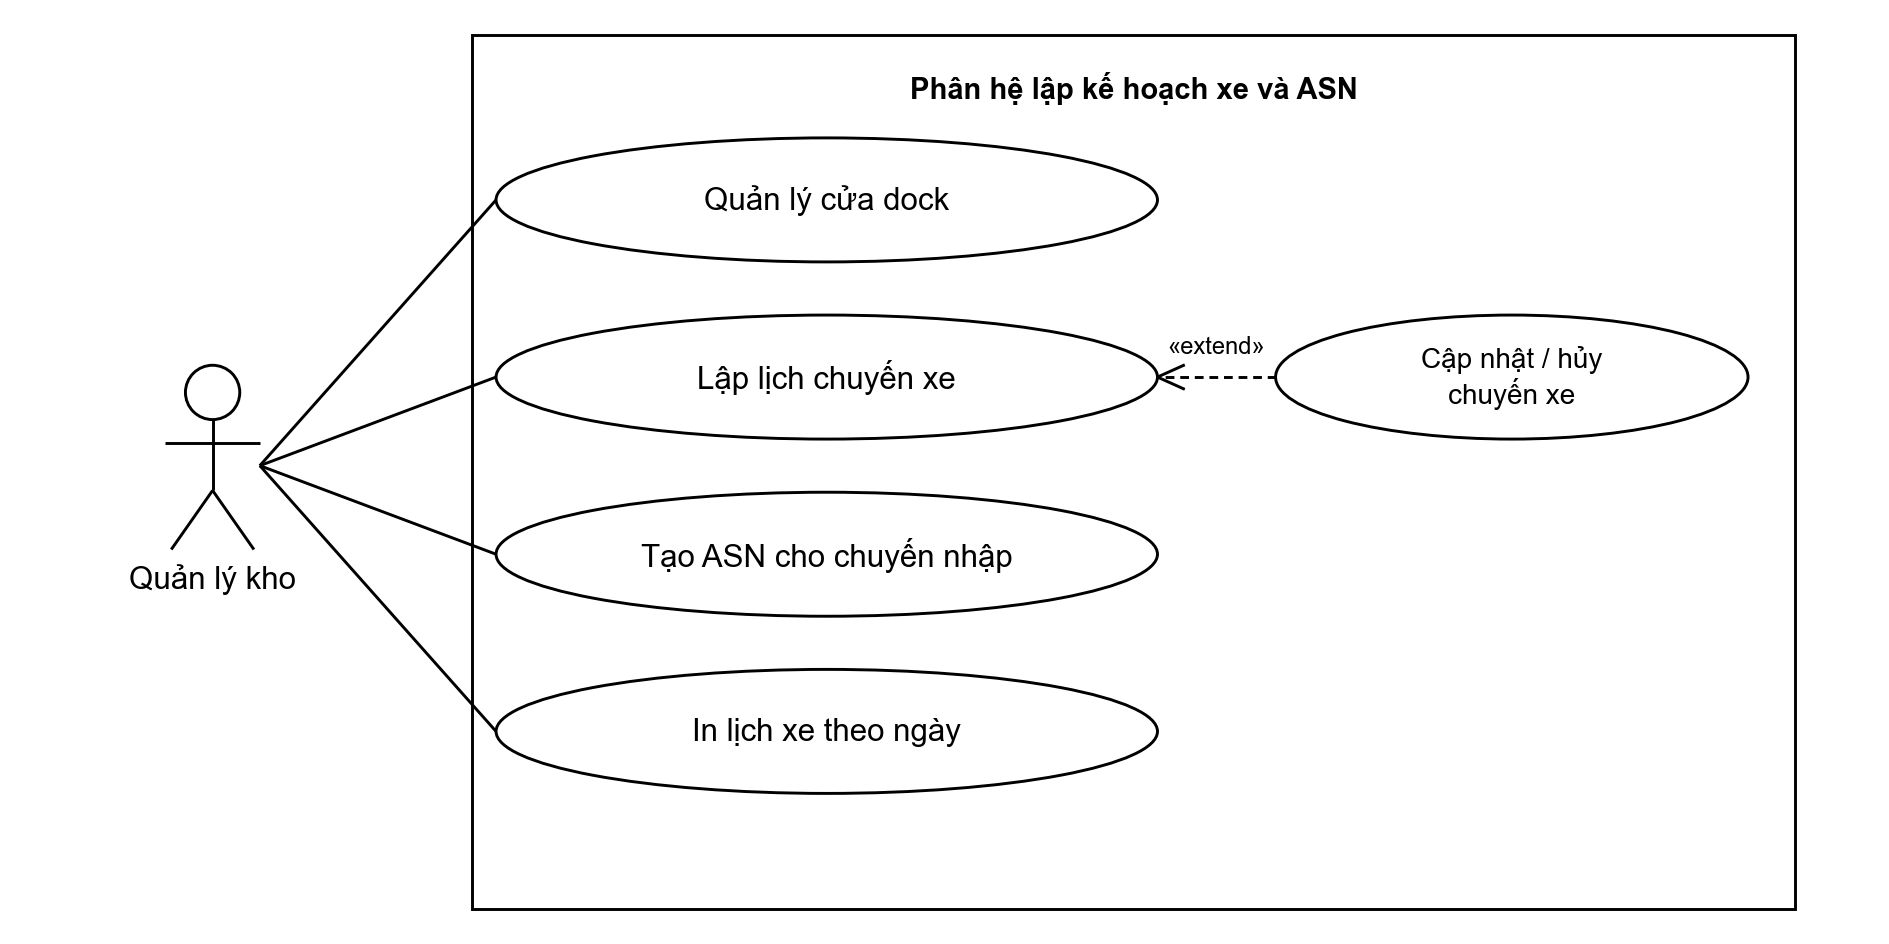 Phân hệ lập kế hoạch xe và ASN
Quản lý cửa dock
Lập lịch chuyến xe
«extend»
Cập nhật / hủy
chuyến xe
Tạo ASN cho chuyến nhập
Quản lý kho
In lịch xe theo ngày